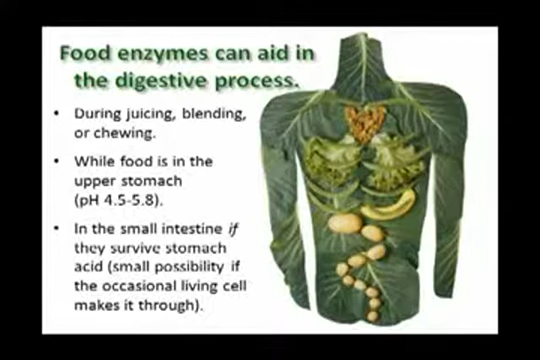 Food enzymes can aid in
the digestive process.
• During juicing, blending,
or chewing.
• While food is in the
upper stomach
(pH 4.5-5.8).
• In the small intestine if
they survive stomach
acid (small possibility if
the occasional living cell
makes it through).